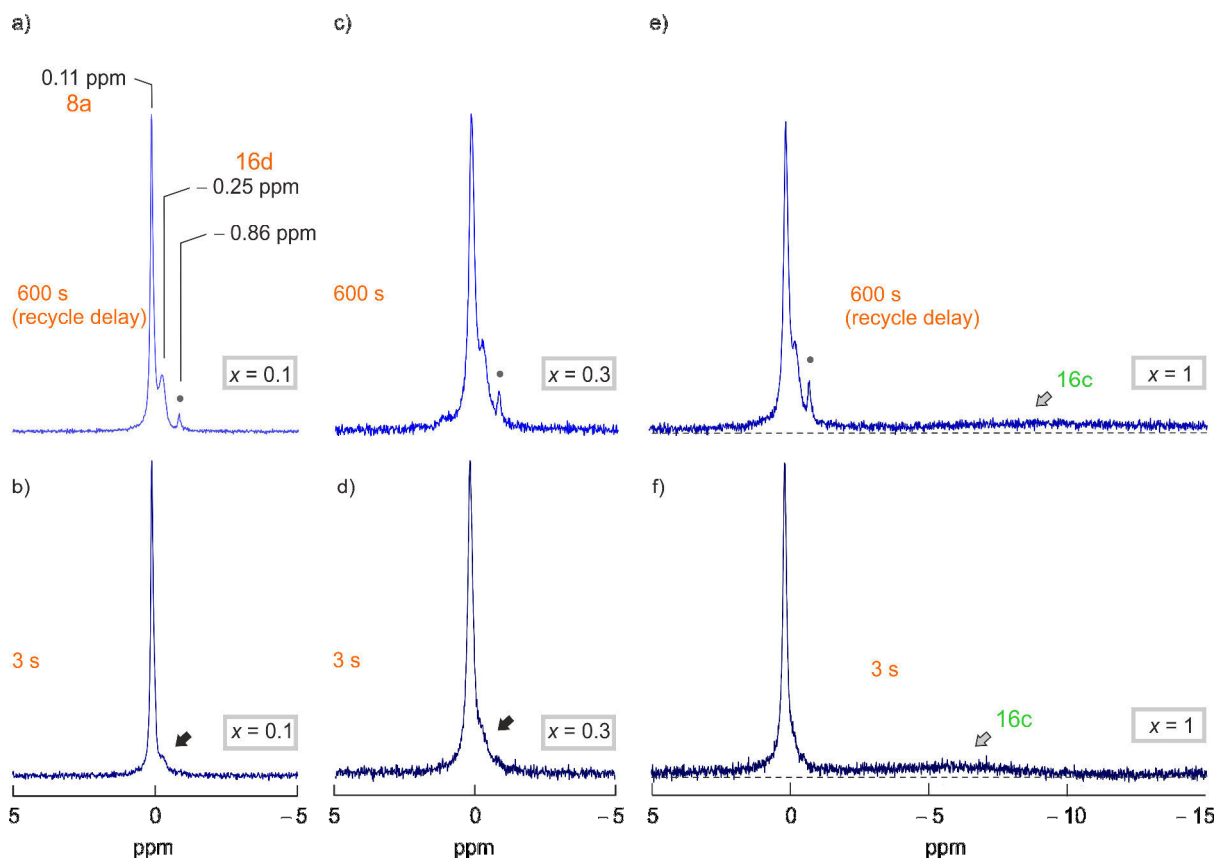 a)
0.11 ppm
8a
16d
– 0.25 ppm
– 0.86 ppm
600 s
(recycle delay)
x = 0.1
c)
600 s
x = 0.3
e)
600 s
(recycle delay)
16c
x = 1
b)
3 s
x = 0.1
5
0
– 5
ppm
d)
3 s
x = 0.3
5
0
– 5
ppm
f)
3 s
16c
x = 1
5
0
– 5
– 10
– 15
ppm